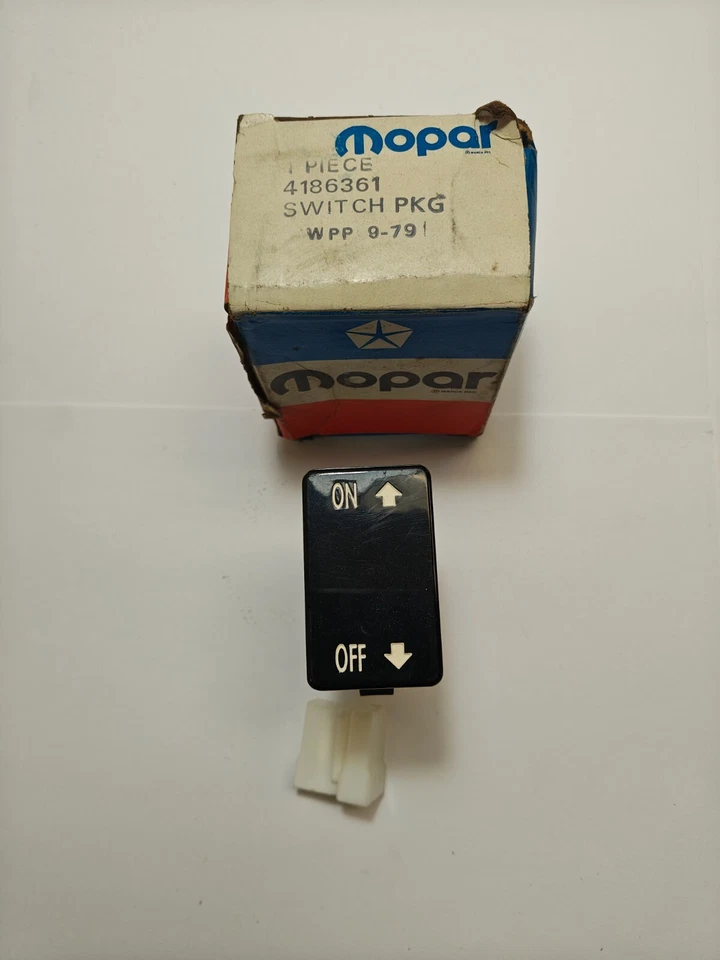 mopar
1 PIECE
4186361
SWITCH PKG
WPP 9-79
mopar
ON
OFF